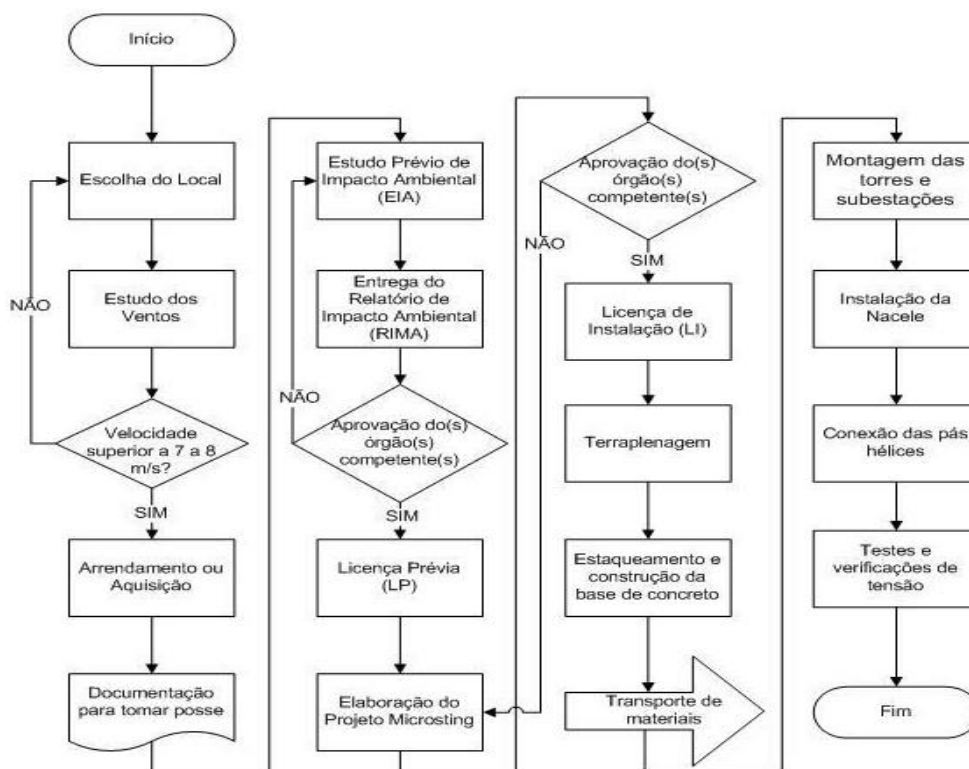 Início
Escolha do Local
NÃO
Estudo dos
Ventos
Velocidade
superior a 7 a 8
m/s?
SIM
Arrendamento ou
Aquisição
Documentação
para tomar posse
Estudo Prévio de
Impacto Ambiental
(EIA)
Entrega do
Relatório de
Impacto Ambiental
(RIMA)
NÃO
Aprovação do(s)
órgão(s)
competente(s)
SIM
Licença Prévia
(LP)
Elaboração do
Projeto Microsting
Aprovação do(s)
órgão(s)
competente(s)
NÃO
SIM
Licença de
Instalação (LI)
Terraplenagem
Estaqueamento e
construção da
base de concreto
Transporte de
materiais
Montagem das
torres e
subestações
Instalação da
Nacele
Conexão das pás
hélices
Testes e
verificações de
tensão
Fim